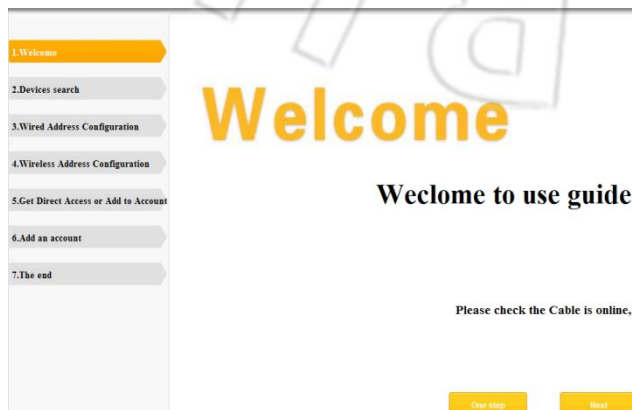 1.Welcome
2.Devices search
3.Wired Address Configuration
4.Wireless Address Configuration
5.Get Direct Access or Add to Account
6.Add an account
7.The end
Welcome
Weclome to use guide
Please check the Cable is online,
One step
Next